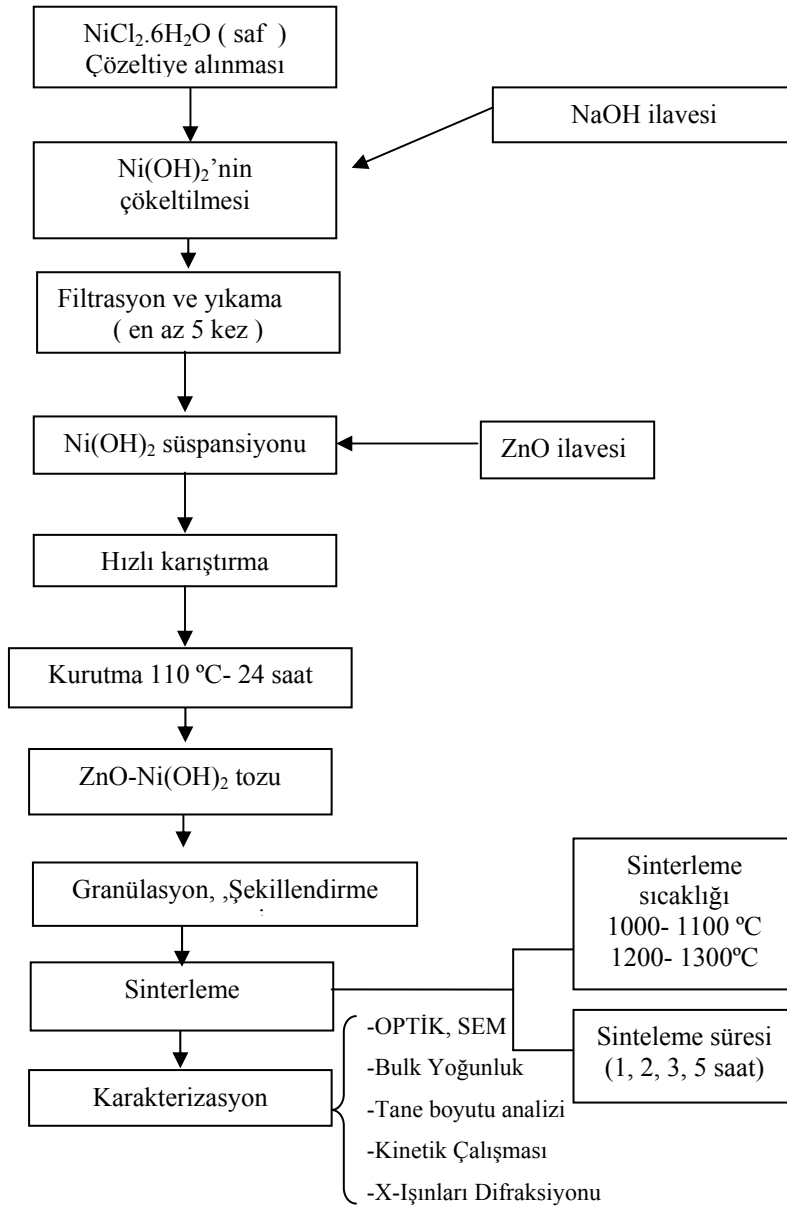 NiCl₂.6H₂O ( saf )
Çözeltiye alınması
NaOH ilavesi
Ni(OH)₂’nin
çökeltilmesi
Filtrasyon ve yıkama
( en az 5 kez )
Ni(OH)₂ süspansiyonu
ZnO ilavesi
Hızlı karıştırma
Kurutma 110 ºC- 24 saat
ZnO-Ni(OH)₂ tozu
Granülasyon, ,Şekillendirme
Sinterleme
sıcaklığı
1000- 1100 ºC
1200- 1300ºC
Sinterleme
Sinteleme süresi
(1, 2, 3, 5 saat)
Karakterizasyon
-OPTİK, SEM
-Bulk Yoğunluk
-Tane boyutu analizi
-Kinetik Çalışması
-X-Işınları Difraksiyonu